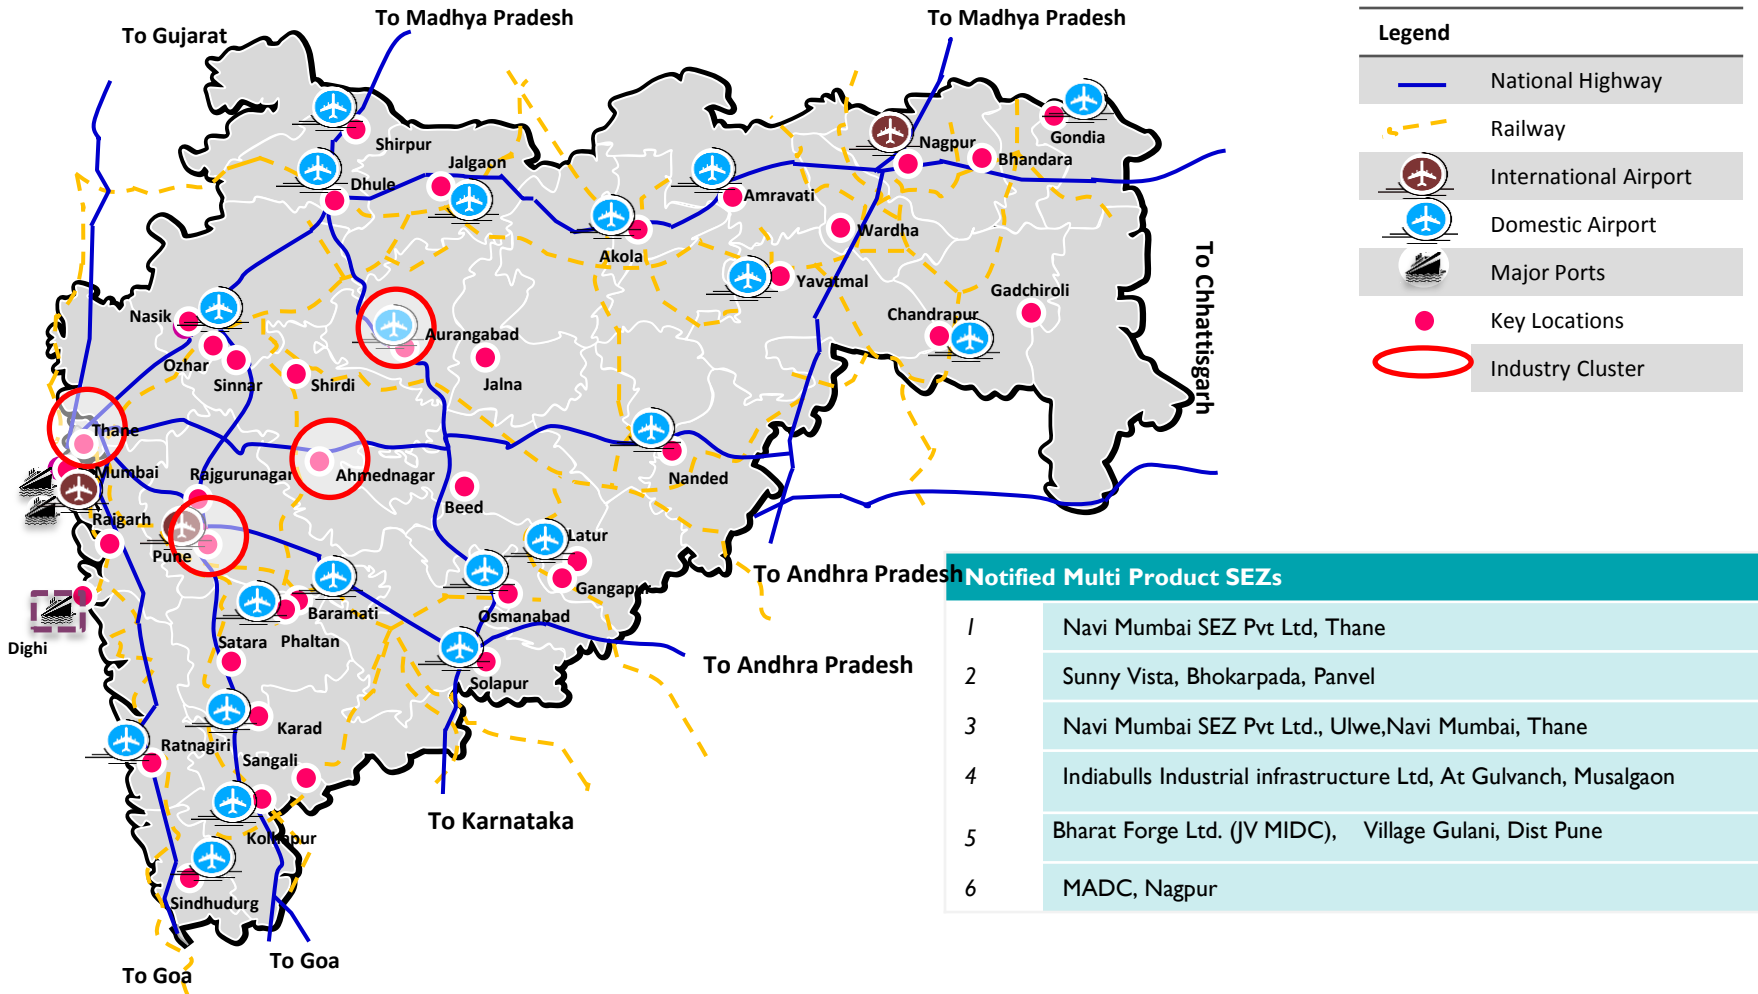 To Madhya Pradesh
To Madhya Pradesh
To Gujarat
Legend
National Highway
Railway
International Airport
Domestic Airport
Major Ports
Key Locations
Industry Cluster
Gondia
Shirpur
Nagpur
Bhandara
Jalgaon
Dhule
Amravati
Wardha
Akola
Yavatmal
To Chhattisgarh
Gadchiroli
Chandrapur
Nasik
Aurangabad
Ozhar
Sinnar
Shirdi
Jalna
Thane
Mumbai
Rajgurunagar
Ahmednagar
Nanded
Beed
Rajgarh
Latur
Pune
Gangapur
To Andhra Pradesh
Baramati
Osmanabad
Satara
Phaltan
Dighi
To Andhra Pradesh
Solapur
Karad
Ratnagiri
Sangali
To Karnataka
Kolhapur
Sindhudurg
To Goa
To Goa
Notified Multi Product SEZs
1 Navi Mumbai SEZ Pvt Ltd, Thane
2 Sunny Vista, Bhokarpada, Panvel
3 Navi Mumbai SEZ Pvt Ltd., Ulwe,Navi Mumbai, Thane
4 Indiabulls Industrial infrastructure Ltd, At Gulvanch, Musalgaon
5 Bharat Forge Ltd. (JV MIDC), Village Gulani, Dist Pune
6 MADC, Nagpur